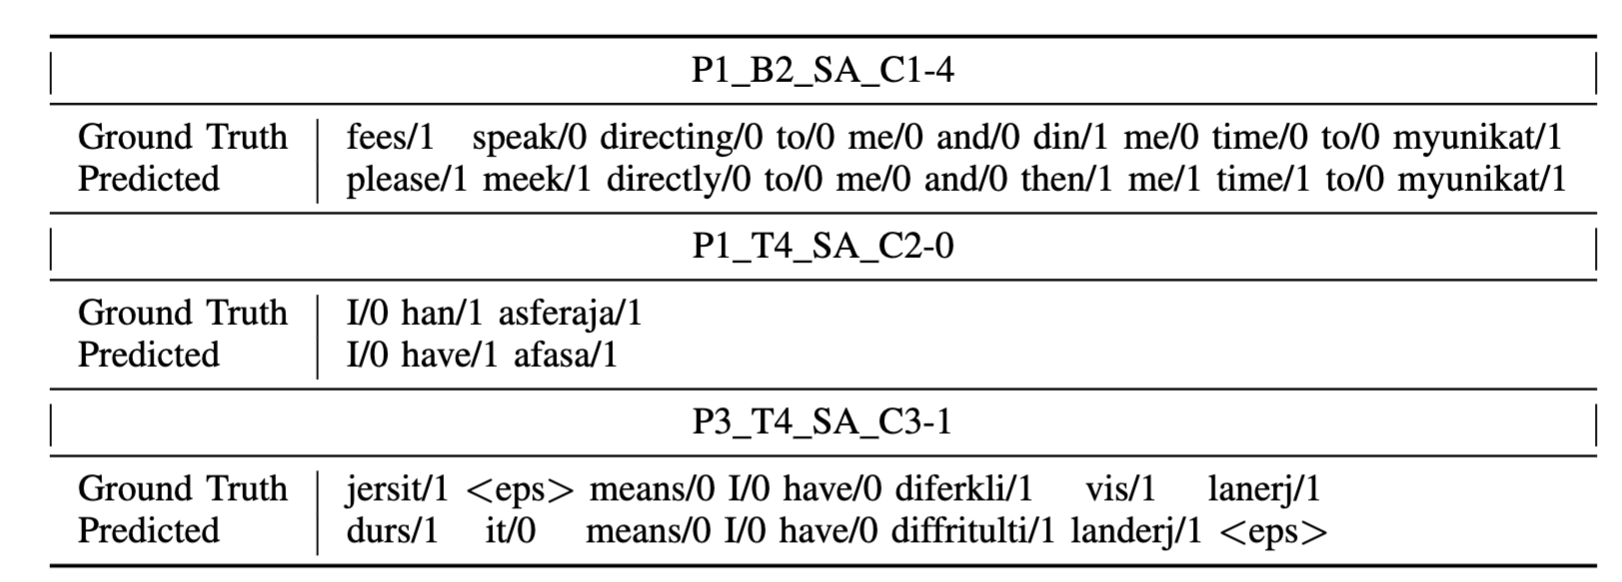 P1_B2_SA_C1-4
Ground Truth fees/1 speak/0 directing/0 to/0 me/0 and/0 din/1 me/0 time/0 to/0 myunikat/1
Predicted please/1 meek/1 directly/0 to/0 me/0 and/0 then/1 me/1 time/1 to/0 myunikat/1
P1_T4_SA_C2-0
Ground Truth I/0 han/1 asferaja/1
Predicted I/0 have/1 afasa/1
P3_T4_SA_C3-1
Ground Truth jersit/1 <eps> means/0 I/0 have/0 diferkli/1 vis/1 lanerj/1
Predicted durs/1 it/0 means/0 I/0 have/0 diffritulti/1 landerj/1 <eps>